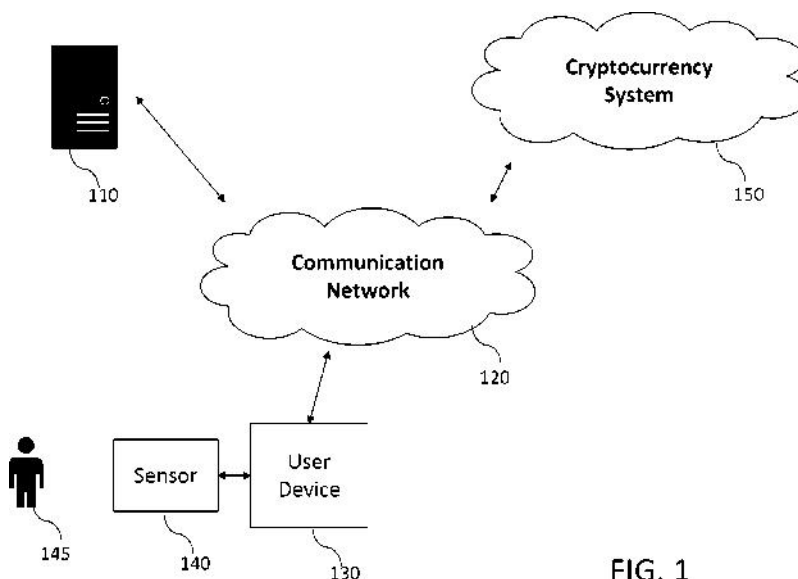 Cryptocurrency
System
110
150
Communication
Network
120
Sensor
User
Device
145
140
130
FIG. 1